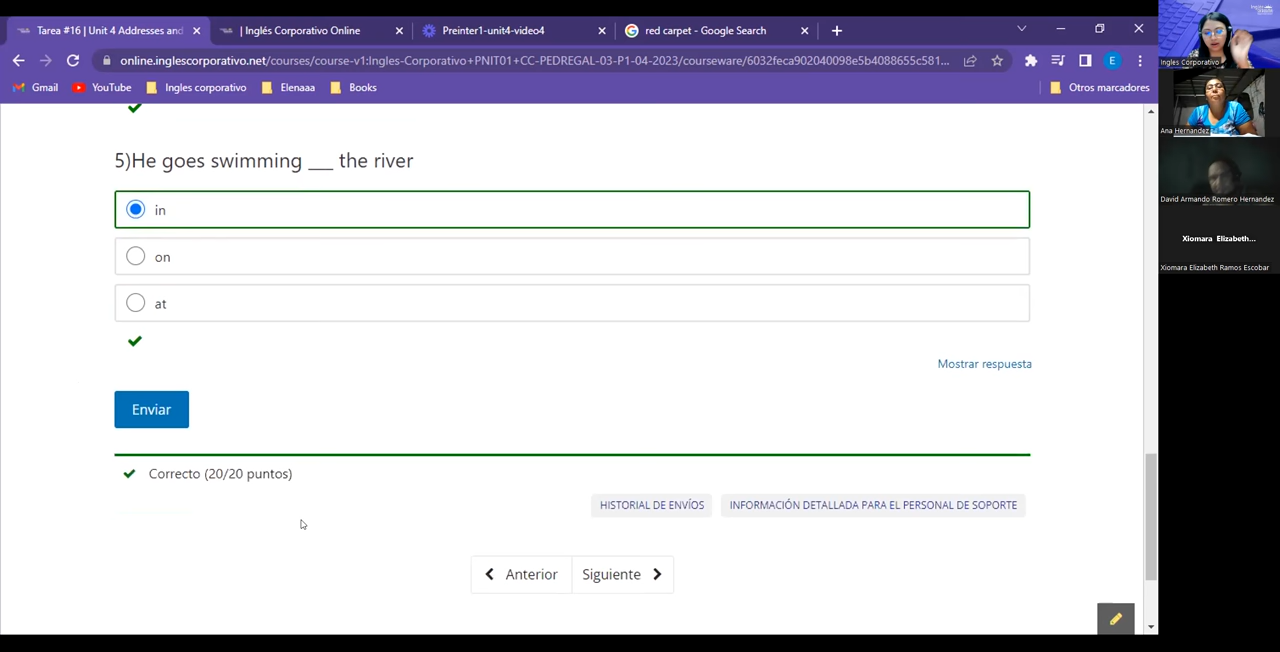 Tarea #16 | Unit 4 Addresses and
| Inglés Corporativo Online
Preinter1-unit4-video4
red carpet - Google Search
online.inglescorporativo.net/courses/course-v1:Ingles-Corporativo+PNIT01+CC-PEDREGAL-03-P1-04-2023/courseware/6032feca902040098e5b4088655c581...
E
Gmail
YouTube
Ingles corporativo
Elenaaa
Books
Otros marcadores
5)He goes swimming ___ the river
in
on
at
Mostrar respuesta
Enviar
Correcto (20/20 puntos)
HISTORIAL DE ENVÍOS
INFORMACIÓN DETALLADA PARA EL PERSONAL DE SOPORTE
Anterior
Siguiente
Ingles Corporativo
Ana Hernandez
David Armando Romero Hernandez
Xiomara Elizabeth...
Xiomara Elizabeth Ramos Escobar